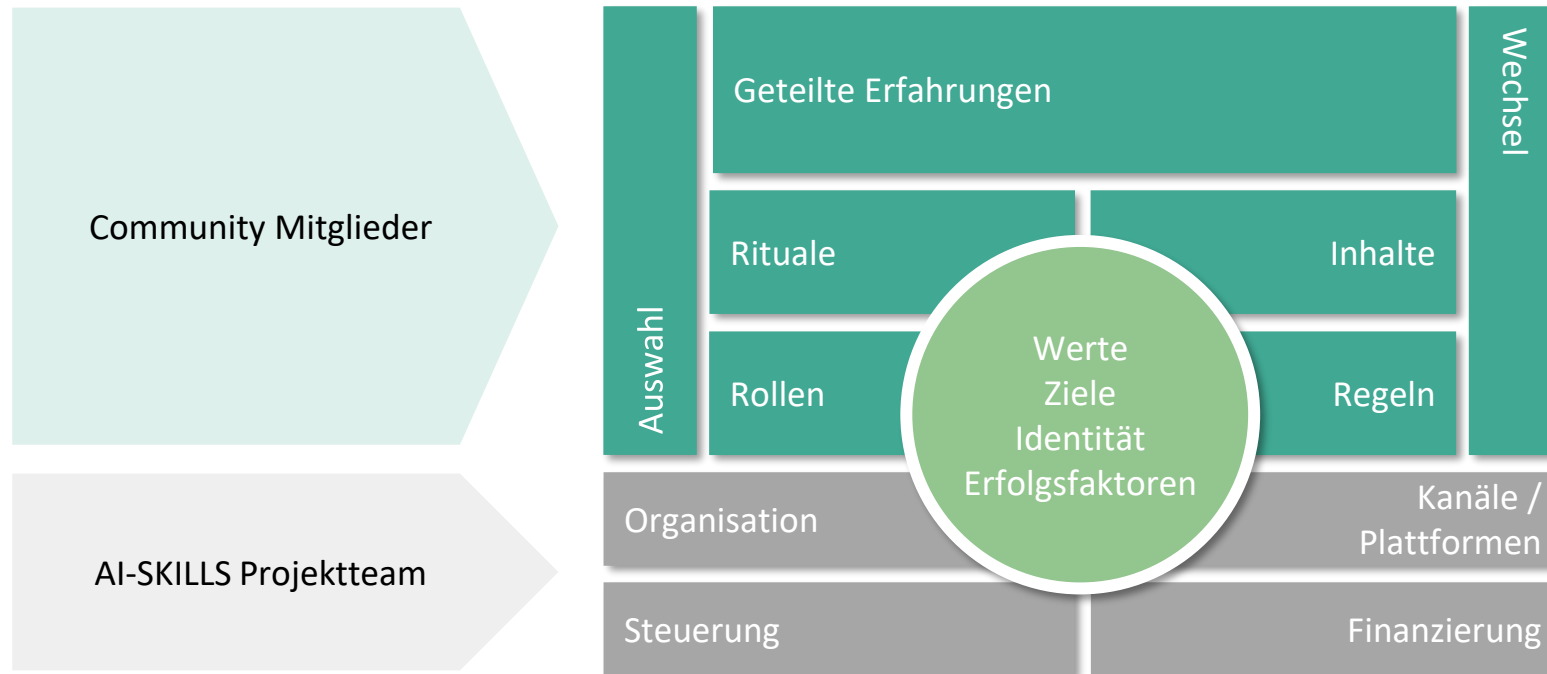 Community Mitglieder
AI-SKILLS Projektteam
Auswahl
Geteilte Erfahrungen
Wechsel
Rituale
Inhalte
Rollen
Regeln
Werte
Ziele
Identität
Erfolgsfaktoren
Organisation
Kanäle /
Plattformen
Steuerung
Finanzierung